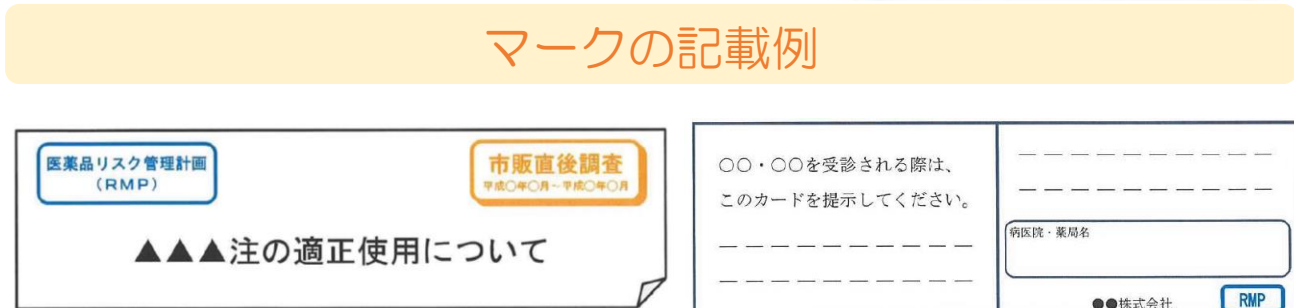 マークの記載例
医薬品リスク管理計画
(RMP)
市販直後調査
平成○年○月～平成○年○月
▲▲▲注の適正使用について
○○・○○を受診される際は、
このカードを提示してください。
病医院・薬局名
●●株式会社
RMP